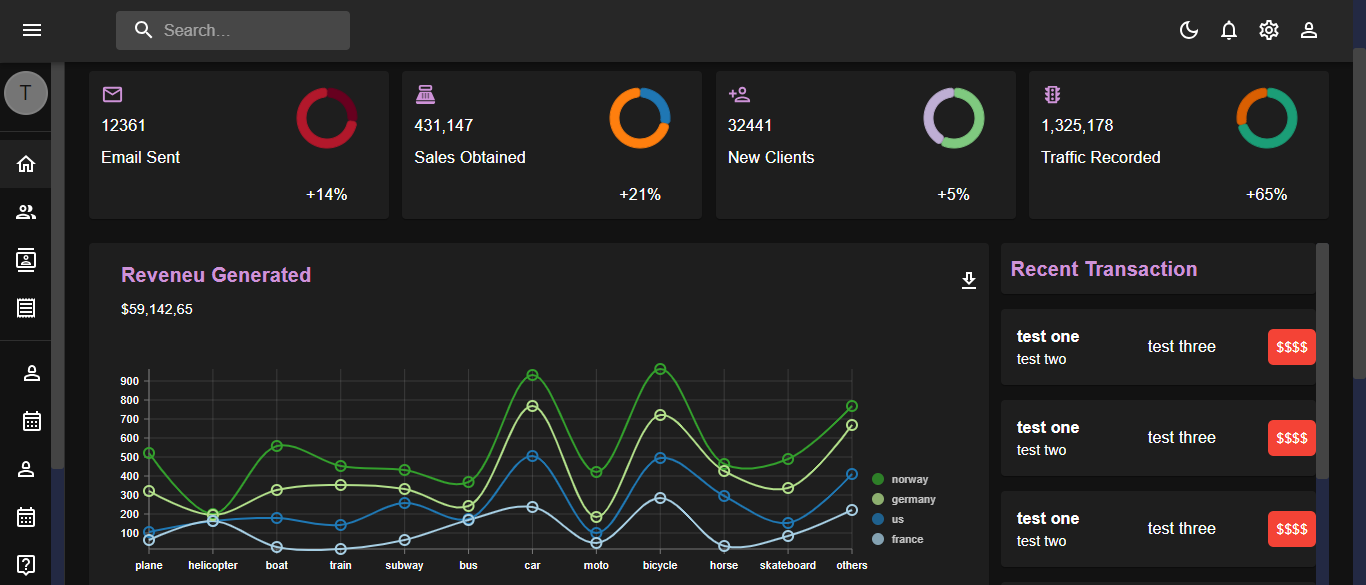 Search...
T
12361
Email Sent
+14%
431,147
Sales Obtained
+21%
32441
New Clients
+5%
1,325,178
Traffic Recorded
+65%
Reveneu Generated
$59,142,65
900
800
700
600
500
400
300
200
100
plane helicopter boat train subway bus car moto bicycle horse skateboard others
norway
germany
us
france
Recent Transaction
test one
test two
test three
$$$$
test one
test two
test three
$$$$
test one
test two
test three
$$$$